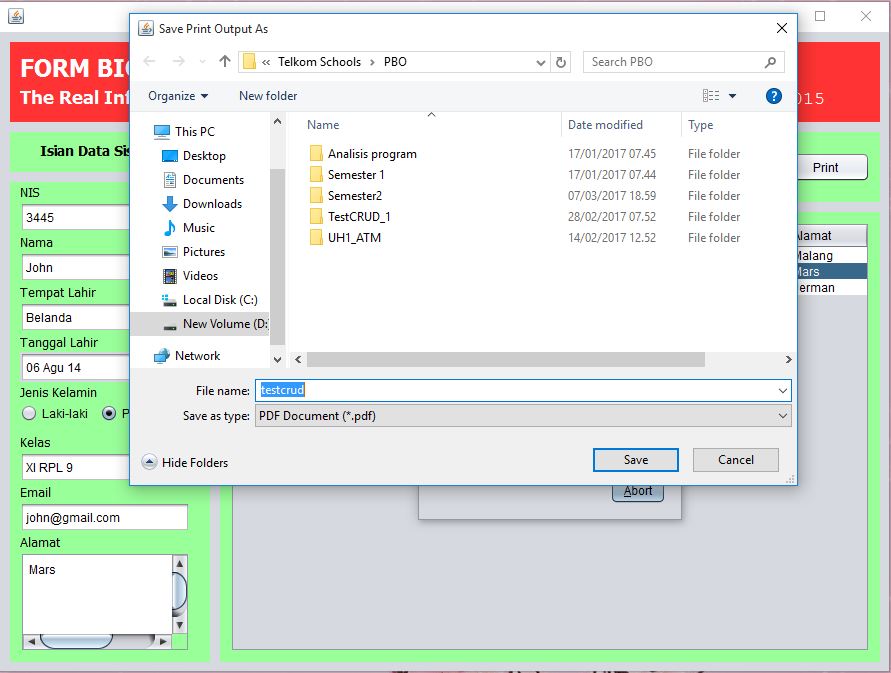 Save Print Output As
« Telkom Schools > PBO
Search PBO
Organize
New folder
?
This PC
Desktop
Documents
Downloads
Music
Pictures
Videos
Local Disk (C:)
New Volume (D:
Network
Name Date modified Type
Analisis program 17/01/2017 07.45 File folder
Semester 1 17/01/2017 07.44 File folder
Semester2 07/03/2017 18.59 File folder
TestCRUD_1 28/02/2017 07.52 File folder
UH1_ATM 14/02/2017 12.52 File folder
File name: testcrud
Save as type: PDF Document (*.pdf)
Hide Folders
Save
Cancel
FORM BI
The Real Inf
015
Isian Data Sis
Print
NIS
3445
Nama
John
Tempat Lahir
Belanda
Tanggal Lahir
06 Agu 14
Jenis Kelamin
Laki-laki P
Kelas
XI RPL 9
Email
john@gmail.com
Alamat
Mars
Alamat
Malang
Mars
erman
Abort